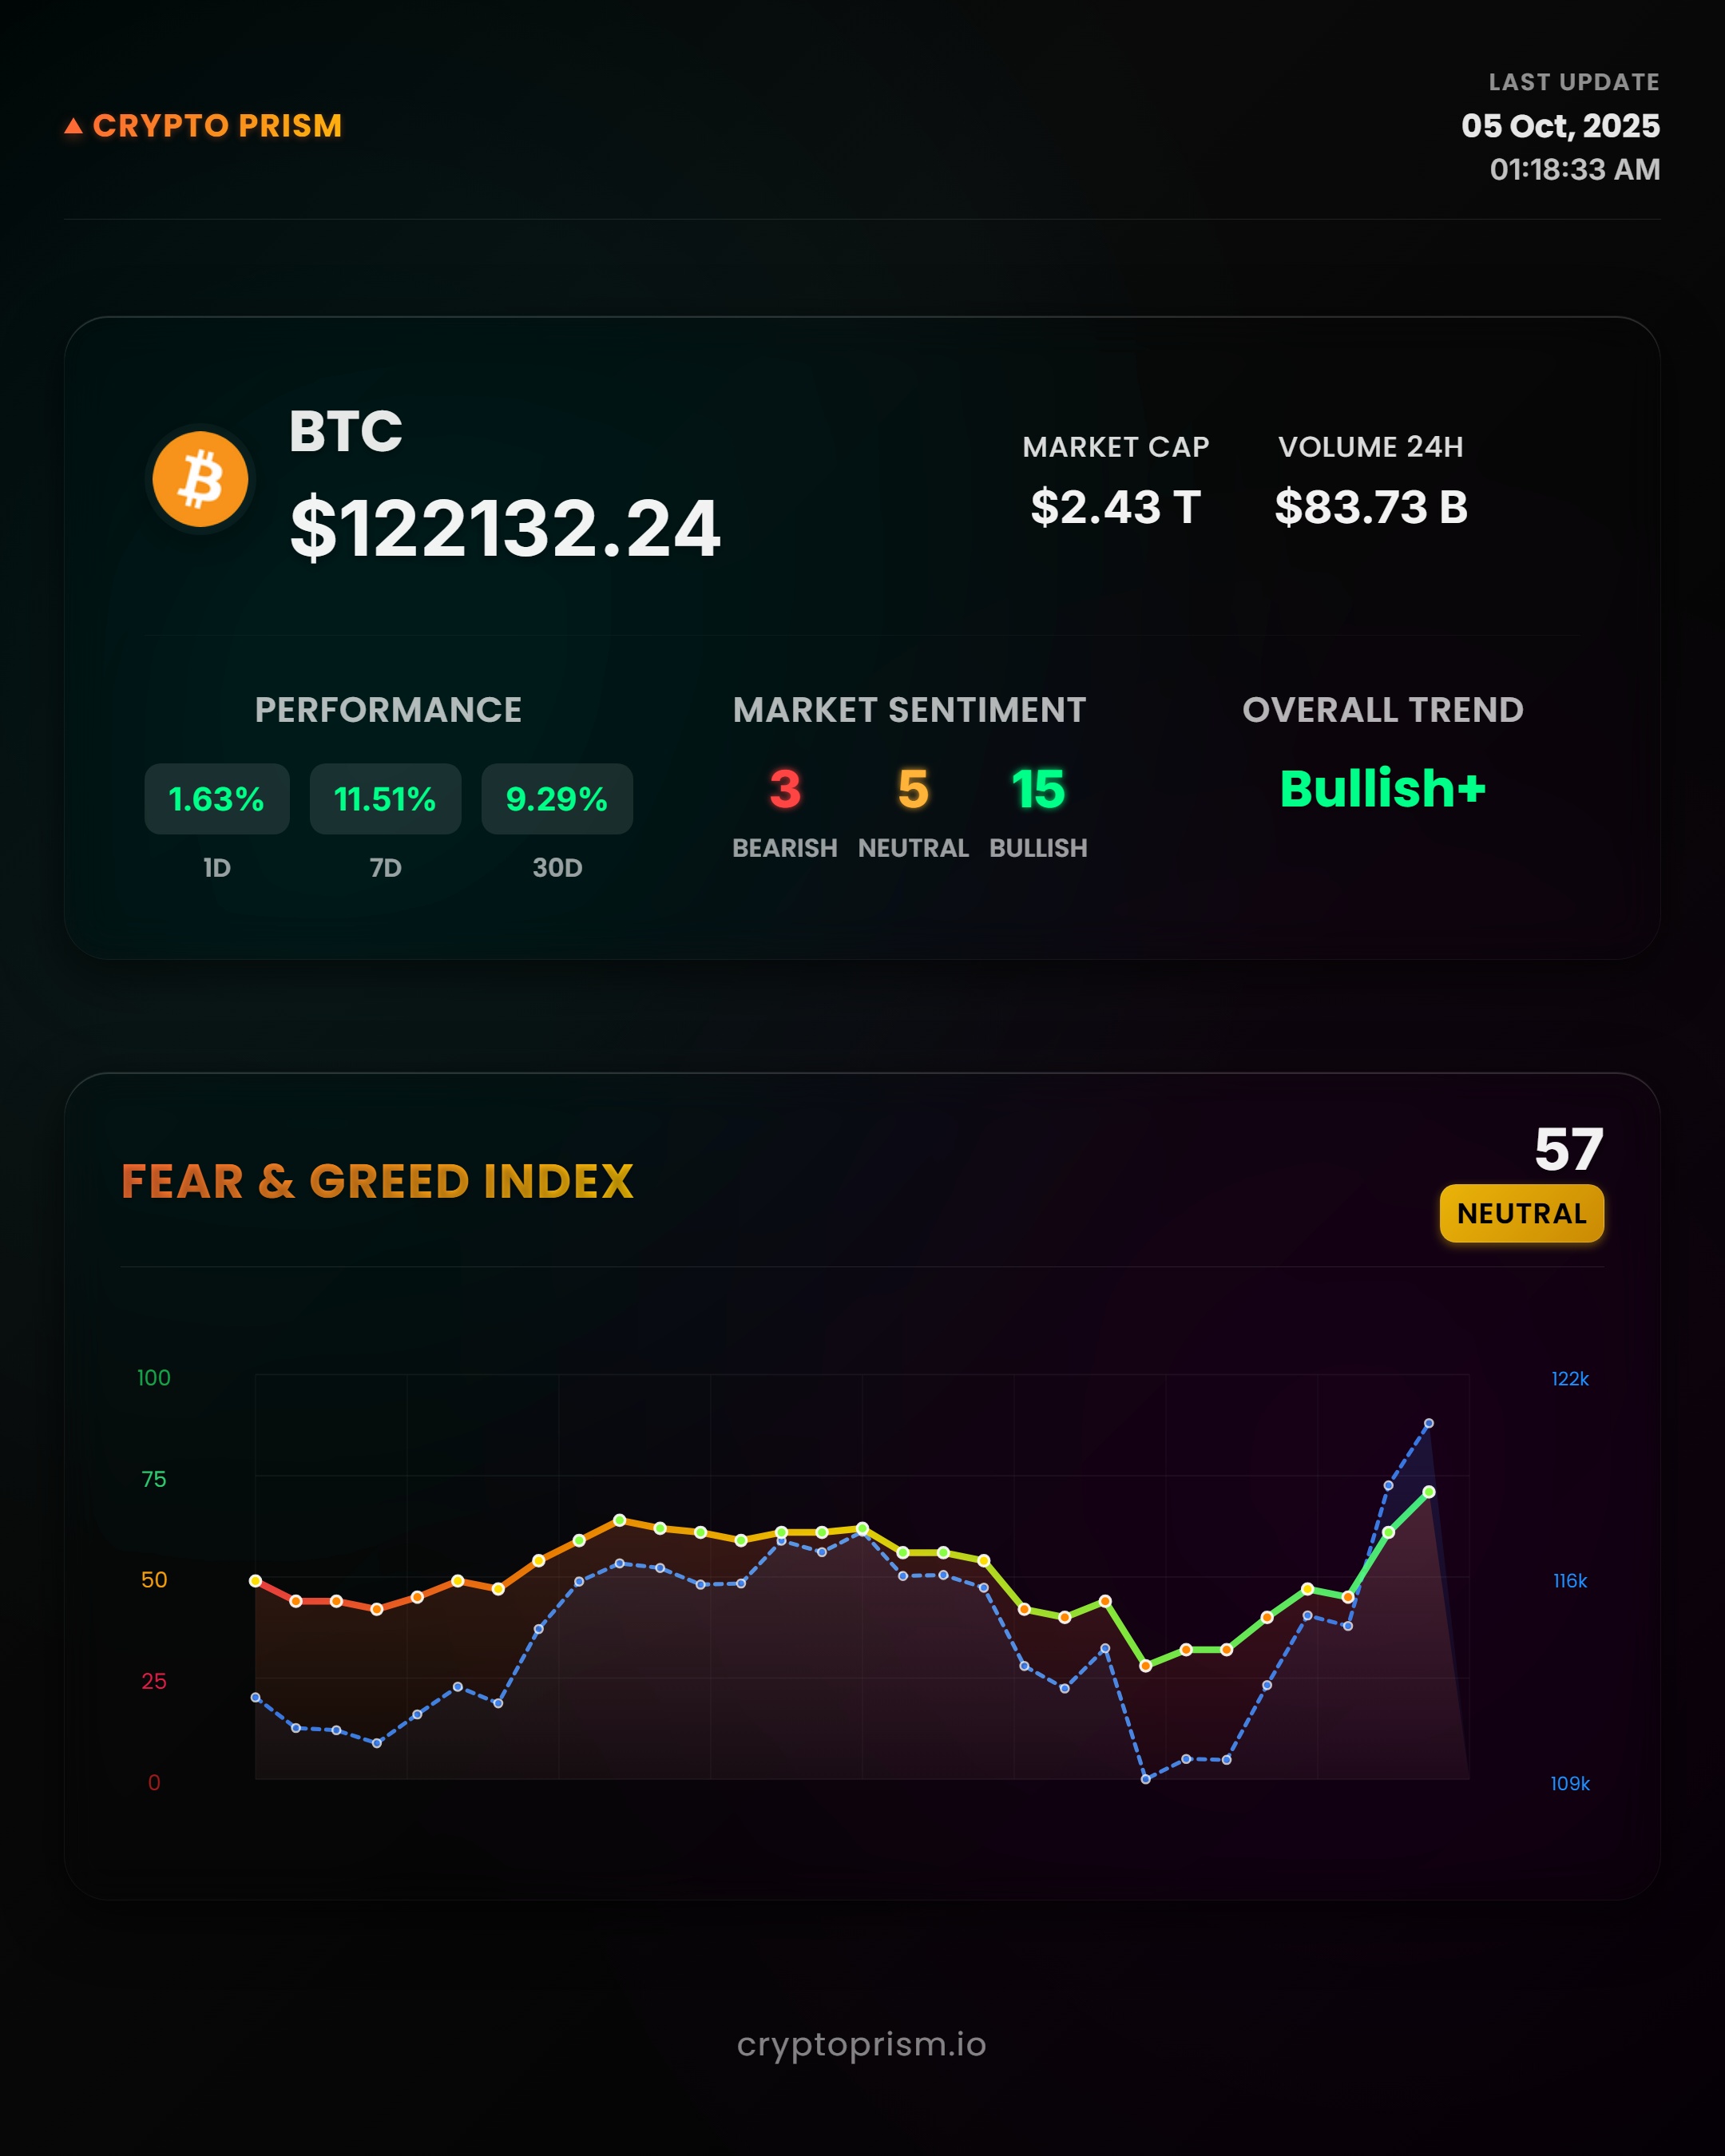 CRYPTO PRISM
LAST UPDATE
05 Oct, 2025
01:18:33 AM
BTC
$122132.24
MARKET CAP
$2.43 T
VOLUME 24H
$83.73 B
PERFORMANCE
1.63% 11.51% 9.29%
1D 7D 30D
MARKET SENTIMENT
3 5 15
BEARISH NEUTRAL BULLISH
OVERALL TREND
Bullish+
FEAR & GREED INDEX
57
NEUTRAL
100
75
50
25
0
122k
116k
109k
cryptoprism.io